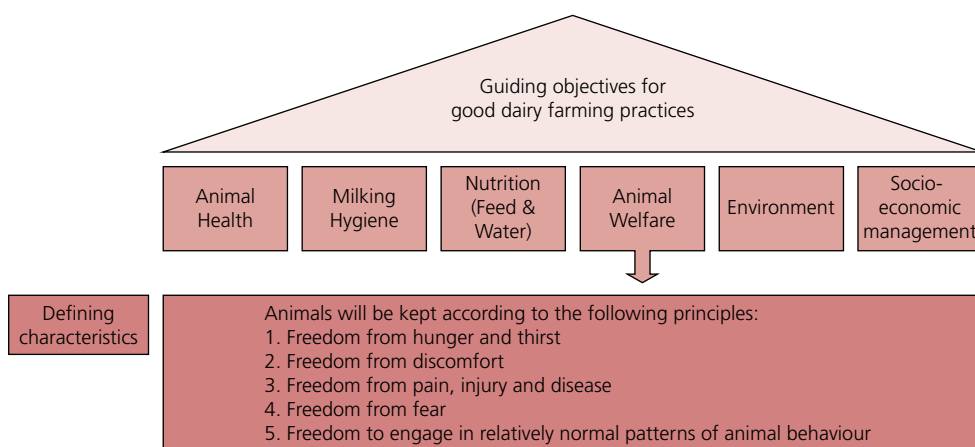 Guiding objectives for
good dairy farming practices
Animal
Health
Milking
Hygiene
Nutrition
(Feed &
Water)
Animal
Welfare
Environment
Socio-
economic
management
Defining
characteristics
Animals will be kept according to the following principles:
1. Freedom from hunger and thirst
2. Freedom from discomfort
3. Freedom from pain, injury and disease
4. Freedom from fear
5. Freedom to engage in relatively normal patterns of animal behaviour